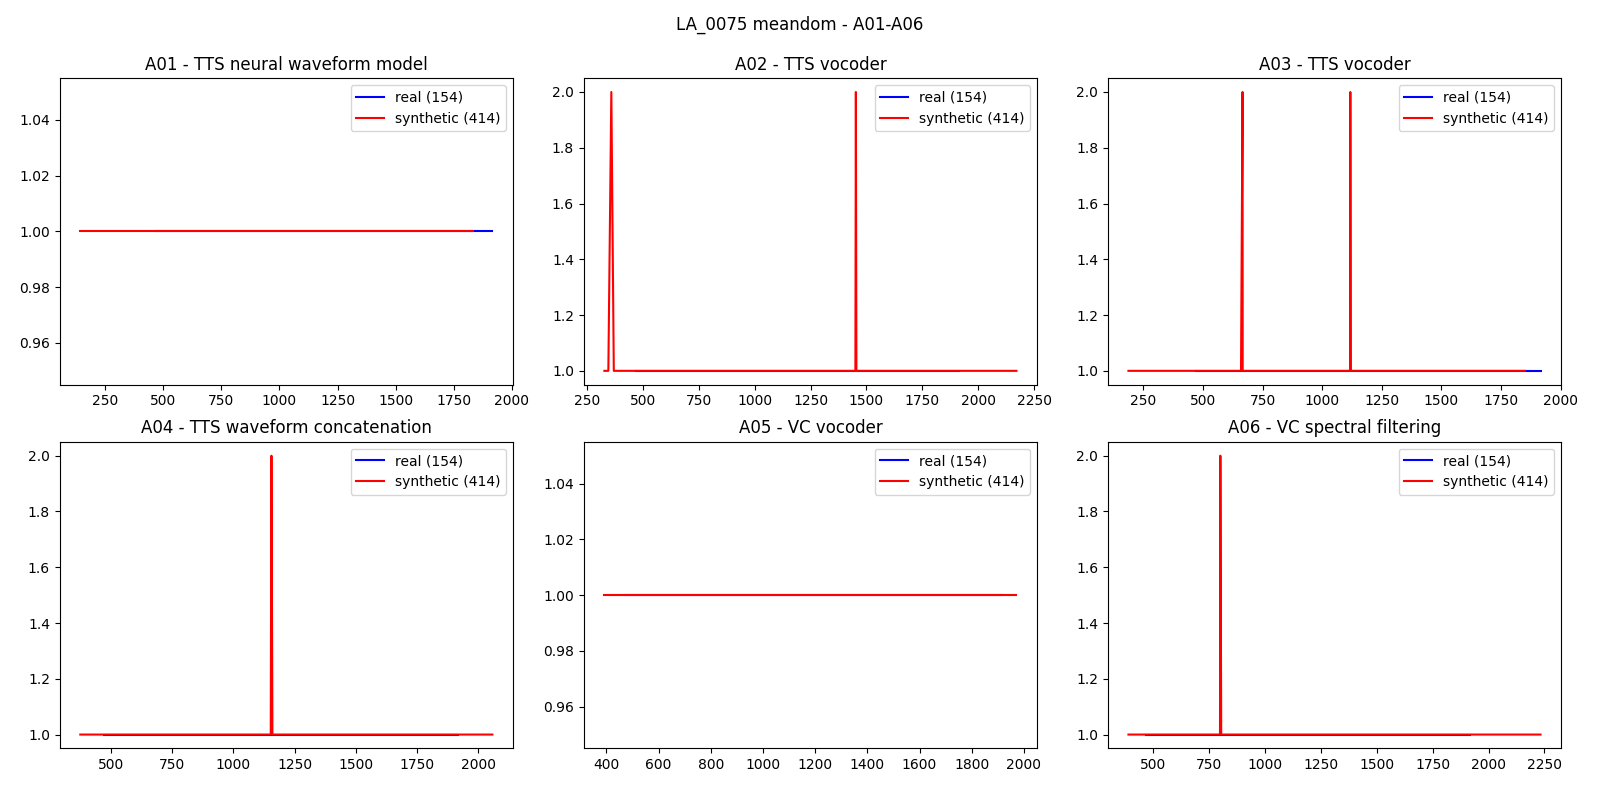 LA_0075 meandom - A01-A06
A01 - TTS neural waveform model
real (154)
synthetic (414)
1.04
1.02
1.00
0.98
0.96
250 500 750 1000 1250 1500 1750 2000
A02 - TTS vocoder
real (154)
synthetic (414)
2.0
1.8
1.6
1.4
1.2
1.0
250 500 750 1000 1250 1500 1750 2000 2250
A03 - TTS vocoder
real (154)
synthetic (414)
2.0
1.8
1.6
1.4
1.2
1.0
250 500 750 1000 1250 1500 1750 2000
A04 - TTS waveform concatenation
real (154)
synthetic (414)
2.0
1.8
1.6
1.4
1.2
1.0
500 750 1000 1250 1500 1750 2000
A05 - VC vocoder
real (154)
synthetic (414)
1.04
1.02
1.00
0.98
0.96
400 600 800 1000 1200 1400 1600 1800 2000
A06 - VC spectral filtering
real (154)
synthetic (414)
2.0
1.8
1.6
1.4
1.2
1.0
500 750 1000 1250 1500 1750 2000 2250